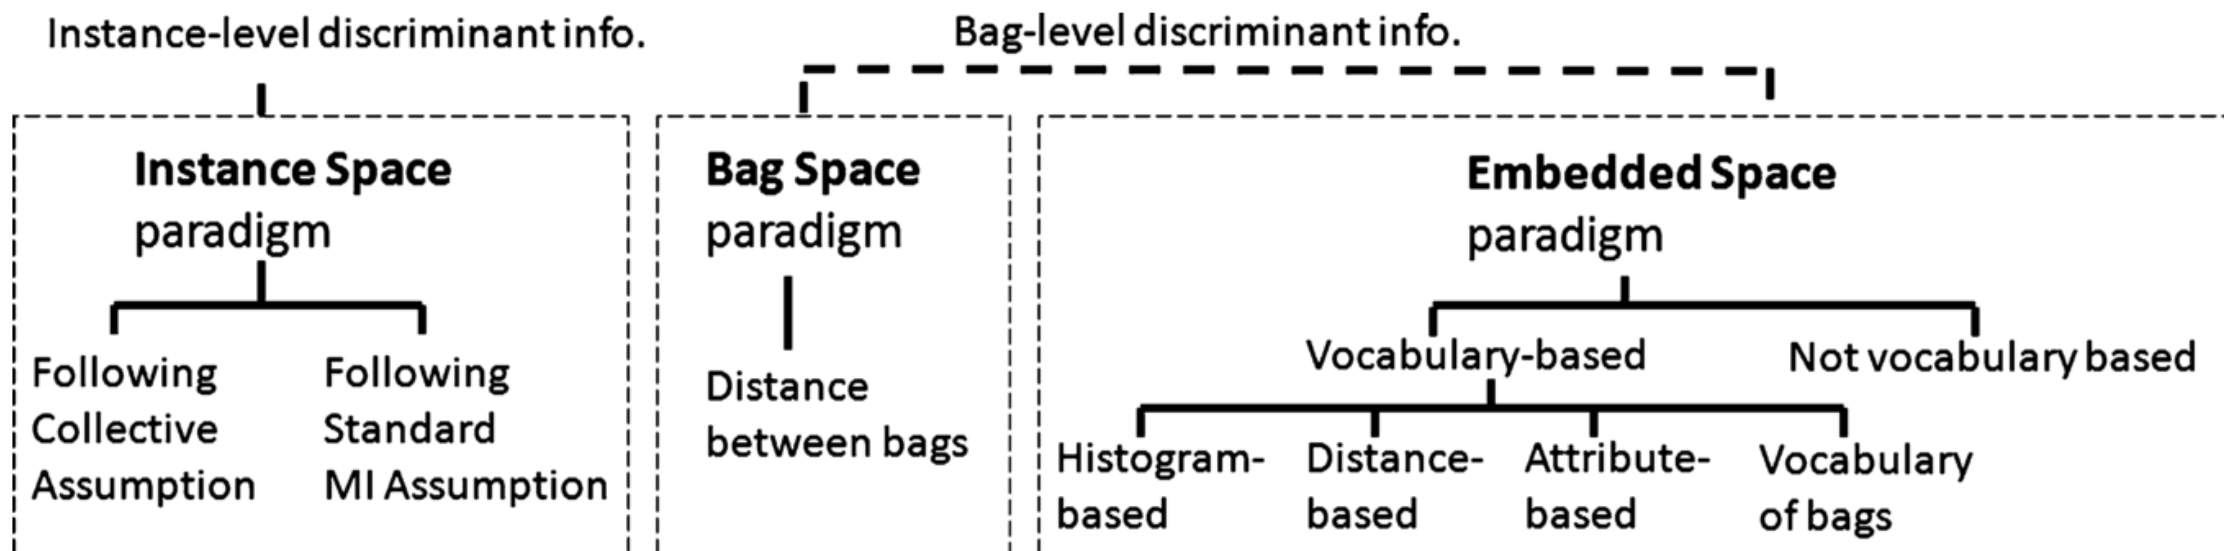 Instance-level discriminant info.
Bag-level discriminant info.
Instance Space
paradigm
Following
Collective
Assumption
Following
Standard
MI Assumption
Bag Space
paradigm
Distance
between bags
Embedded Space
paradigm
Vocabulary-based
Not vocabulary based
Histogram-
based
Distance-
based
Attribute-
based
Vocabulary
of bags